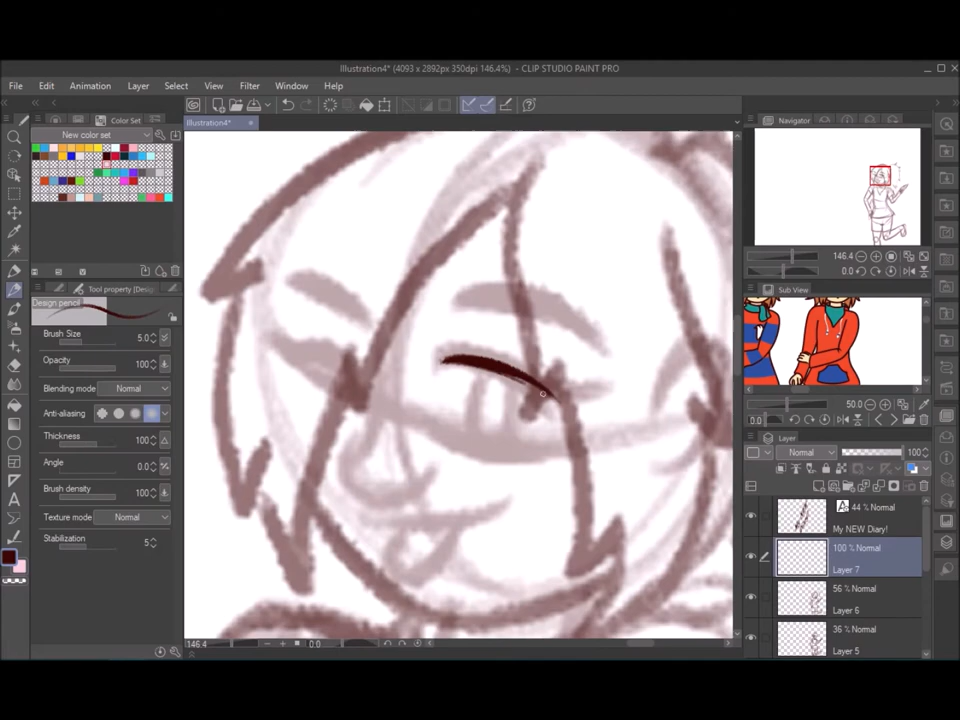 Illustration4* (4093 x 2892px 350dpi 146.4%) - CLIP STUDIO PAINT PRO
File Edit Animation Layer Select View Filter Window Help
Color Set
Illustration4*
Navigator
New color set
146.4
0.0
Tool property [Desig
Sub View
Design pencil
Brush Size 5.0
Opacity 100
Blending mode Normal
Anti-aliasing
50.0
0.0
Thickness 100
Layer
Angle 0.0
Normal 100
Brush density 100
Texture mode Normal
44 % Normal
My NEW Diary!
Stabilization 5
100 % Normal
Layer 7
56 % Normal
Layer 6
36 % Normal
Layer 5
146.4 0.0